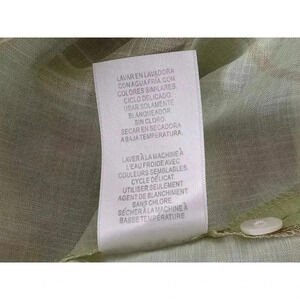 LAVAR EN LAVADORA
CON AGUA FRÍA, CON
COLORES SIMILARES.
CICLO DELICADO.
USAR SOLAMENTE
BLANQUEADOR
SIN CLORO.
SECAR EN SECADORA
A BAJA TEMPERATURA.
LAVER À LA MACHINE À
L'EAU FROIDE AVEC
COULEURS SEMBLABLES.
CYCLE DÉLICAT.
UTILISER SEULEMENT
AGENT DE BLANCHIMENT
SANS CHLORE.
SÉCHER À LA MACHINE À
BASSE TEMPÉRATURE.